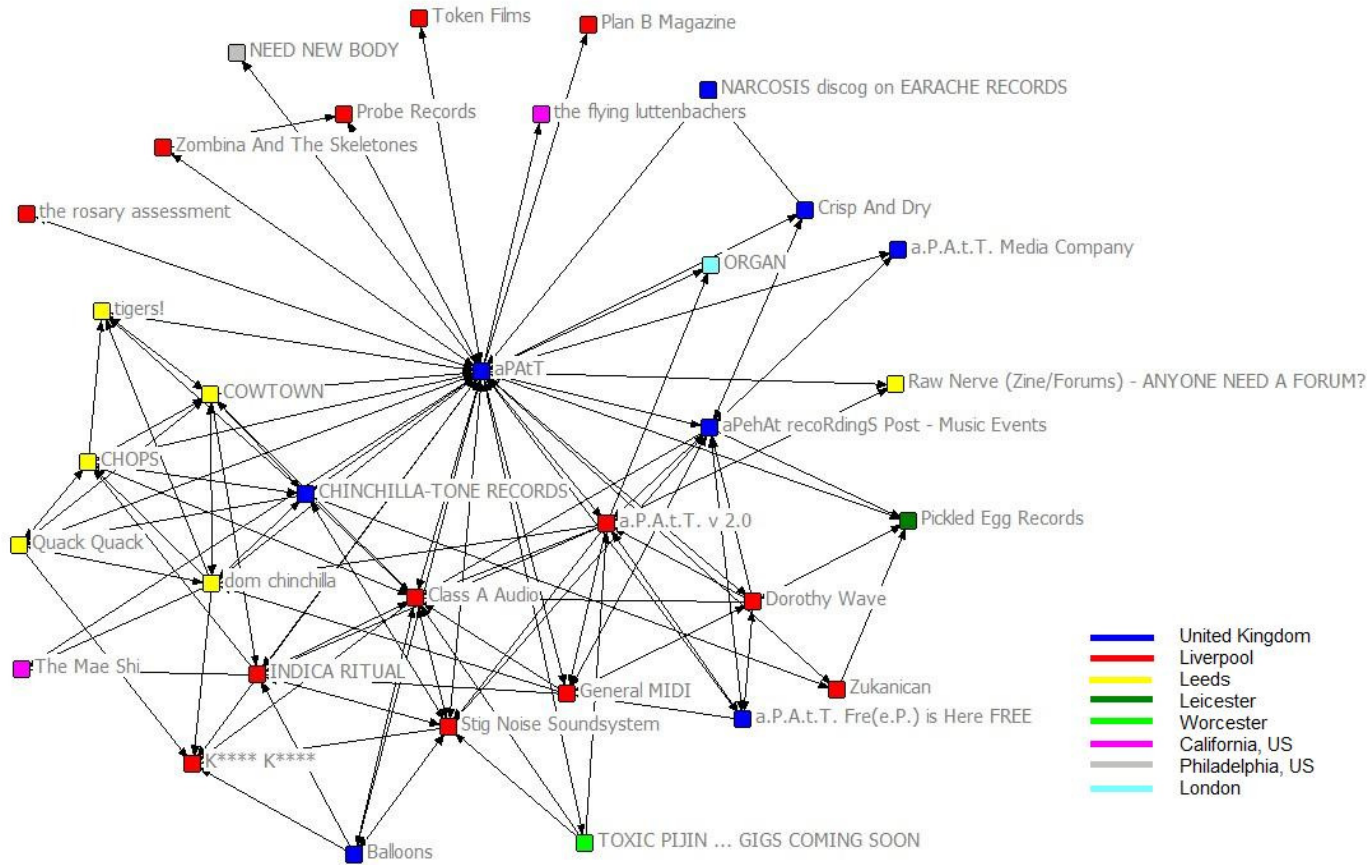 Token Films
Plan B Magazine
NEED NEW BODY
NARCOSIS discog on EARACHE RECORDS
Probe Records
the flying luttenbachers
Zombina And The Skeletones
the rosary assessment
Crisp And Dry
a.P.A.t.T. Media Company
ORGAN
tigers!
aPAtT
Raw Nerve (Zine/Forums) - ANYONE NEED A FORUM?
COWTOWN
aPehAt recoRdingS Post - Music Events
CHOPS
CHINCHILLA-TONE RECORDS
a.P.A.t.T. v 2.0
Pickled Egg Records
Quack Quack
dom chinchilla
Class A Audio
Dorothy Wave
The Mae Shi
INDICA RITUAL
General MIDI
Zukanican
Stig Noise Soundsystem
a.P.A.t.T. Fre(e.P.) is Here FREE
K**** K****
Balloons
TOXIC PIJIN ... GIGS COMING SOON
United Kingdom
Liverpool
Leeds
Leicester
Worcester
California, US
Philadelphia, US
London